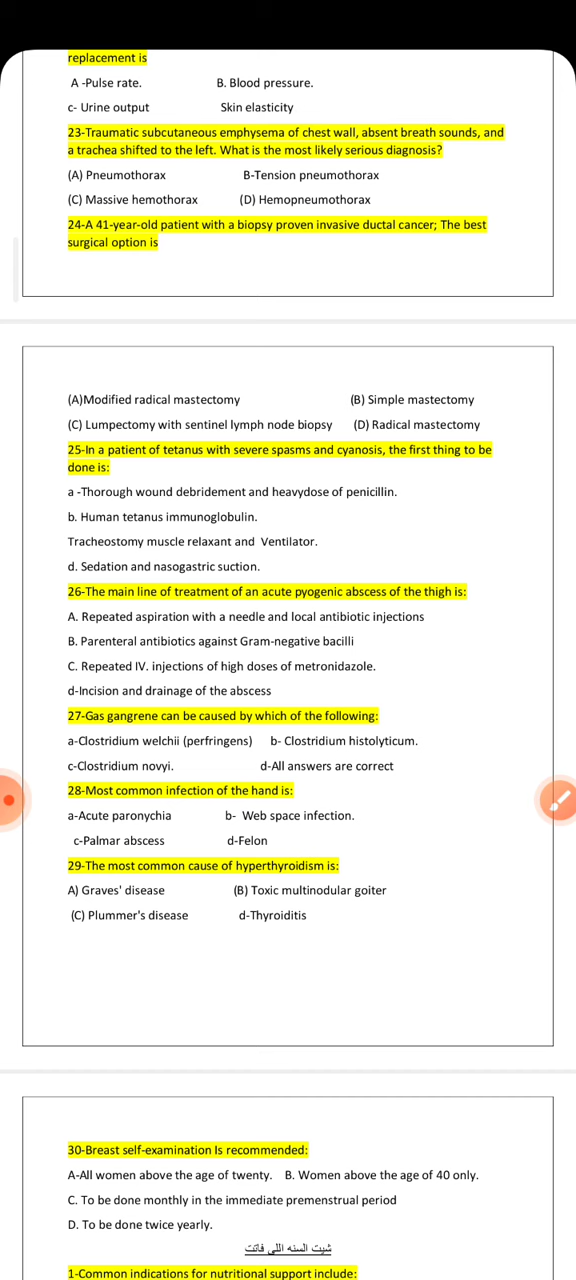 replacement is
A -Pulse rate. B. Blood pressure.
c- Urine output Skin elasticity
23-Traumatic subcutaneous emphysema of chest wall, absent breath sounds, and
a trachea shifted to the left. What is the most likely serious diagnosis?
(A) Pneumothorax B-Tension pneumothorax
(C) Massive hemothorax (D) Hemopneumothorax
24-A 41-year-old patient with a biopsy proven invasive ductal cancer; The best
surgical option is
(A)Modified radical mastectomy (B) Simple mastectomy
(C) Lumpectomy with sentinel lymph node biopsy (D) Radical mastectomy
25-In a patient of tetanus with severe spasms and cyanosis, the first thing to be
done is:
a -Thorough wound debridement and heavydose of penicillin.
b. Human tetanus immunoglobulin.
Tracheostomy muscle relaxant and Ventilator.
d. Sedation and nasogastric suction.
26-The main line of treatment of an acute pyogenic abscess of the thigh is:
A. Repeated aspiration with a needle and local antibiotic injections
B. Parenteral antibiotics against Gram-negative bacilli
C. Repeated IV. injections of high doses of metronidazole.
d-Incision and drainage of the abscess
27-Gas gangrene can be caused by which of the following:
a-Clostridium welchii (perfringens) b- Clostridium histolyticum.
c-Clostridium novyi. d-All answers are correct
28-Most common infection of the hand is:
a-Acute paronychia b- Web space infection.
c-Palmar abscess d-Felon
29-The most common cause of hyperthyroidism is:
A) Graves' disease (B) Toxic multinodular goiter
(C) Plummer's disease d-Thyroiditis
30-Breast self-examination Is recommended:
A-All women above the age of twenty. B. Women above the age of 40 only.
C. To be done monthly in the immediate premenstrual period
D. To be done twice yearly.
شيت السنه اللى فاتت
1-Common indications for nutritional support include: